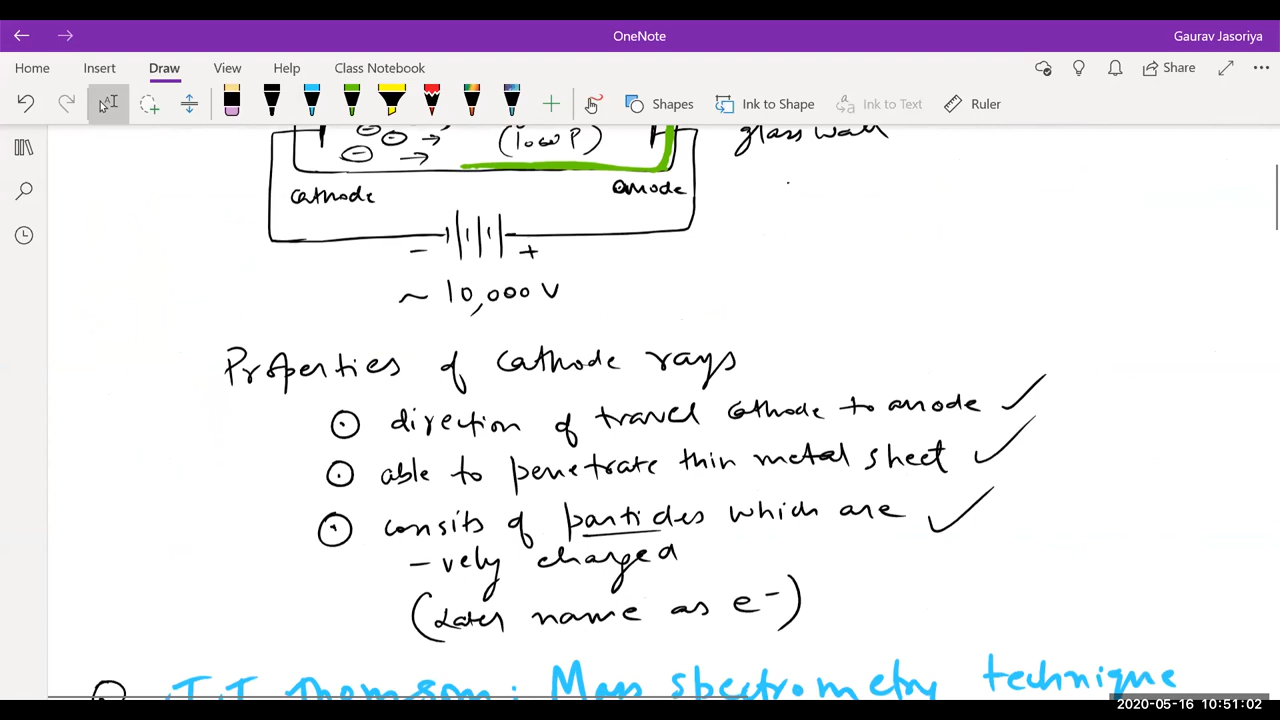 OneNote
Gaurav Jasoriya
Home Insert Draw View Help Class Notebook
Share
Shapes
Ink to Shape
Ink to Text
Ruler
(low P)
glass wall
cathode
anode
- +
~ 10,000 V
Properties of cathode rays
direction of travel cathode to anode ✓
able to penetrate thin metal sheet ✓
consits of particles which are ✓
-vely charged
(Later name as e-)
J.J Thomson: Mass spectrometry technique
2020-05-16 10:51:02